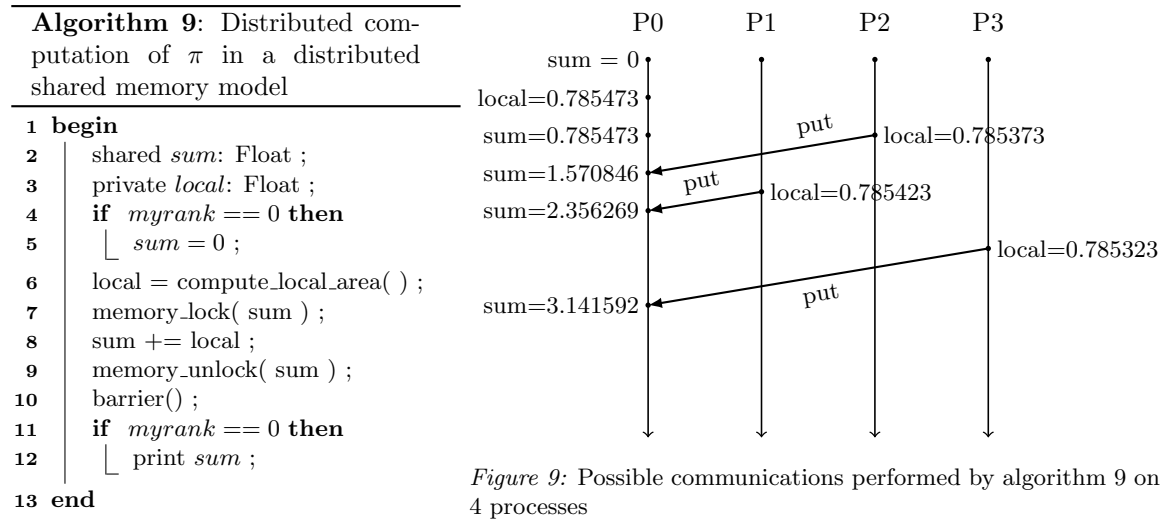 Algorithm 9: Distributed com-
putation of π in a distributed
shared memory model
1 begin
2 shared sum: Float ;
3 private local: Float ;
4 if myrank == 0 then
5 sum = 0 ;
6 local = compute_local_area( ) ;
7 memory_lock( sum ) ;
8 sum += local ;
9 memory_unlock( sum ) ;
10 barrier() ;
11 if myrank == 0 then
12 print sum ;
13 end
P0 P1 P2 P3
sum = 0
local=0.785473
put
sum=0.785473 local=0.785373
sum=1.570846
put
local=0.785423
sum=2.356269
local=0.785323
put
sum=3.141592
Figure 9: Possible communications performed by algorithm 9 on
4 processes